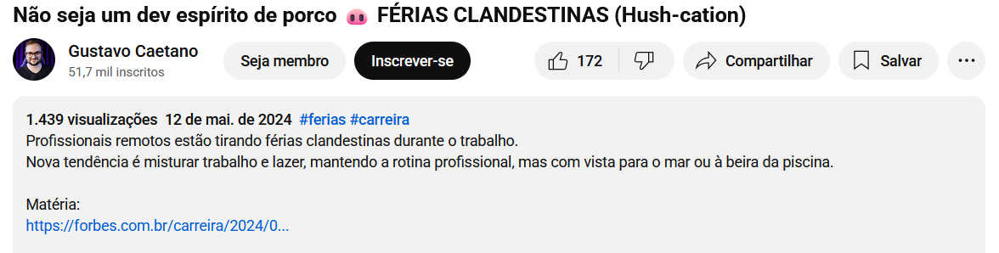 Não seja um dev espírito de porco 🐽 FÉRIAS CLANDESTINAS (Hush-cation)
Gustavo Caetano
51,7 mil inscritos
Seja membro
Inscrever-se
172
Compartilhar
Salvar
1.439 visualizações 12 de mai. de 2024 #ferias #carreira
Profissionais remotos estão tirando férias clandestinas durante o trabalho.
Nova tendência é misturar trabalho e lazer, mantendo a rotina profissional, mas com vista para o mar ou à beira da piscina.
Matéria:
https://forbes.com.br/carreira/2024/0...